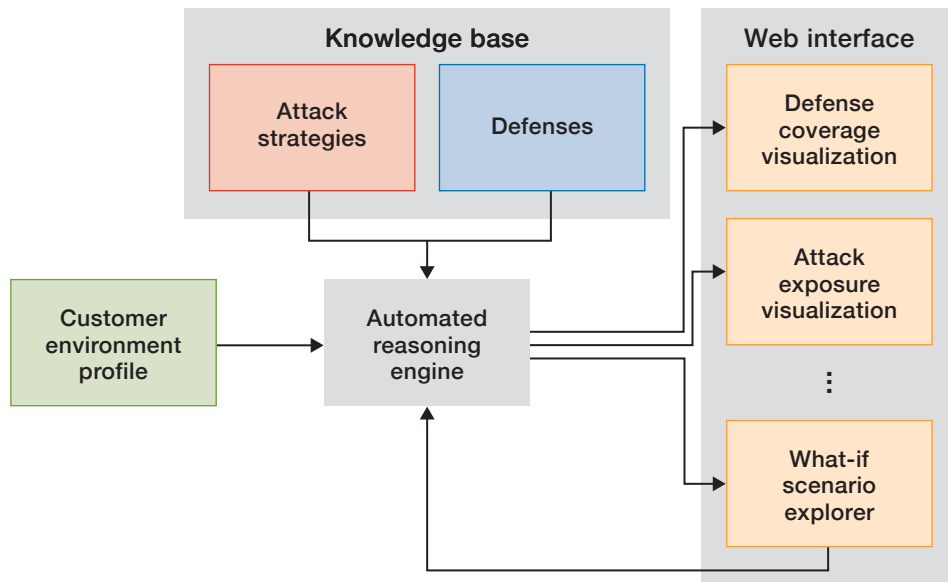 Knowledge base
Attack
strategies
Defenses
Web interface
Defense
coverage
visualization
Attack
exposure
visualization
⋮
What-if
scenario
explorer
Customer
environment
profile
Automated
reasoning
engine